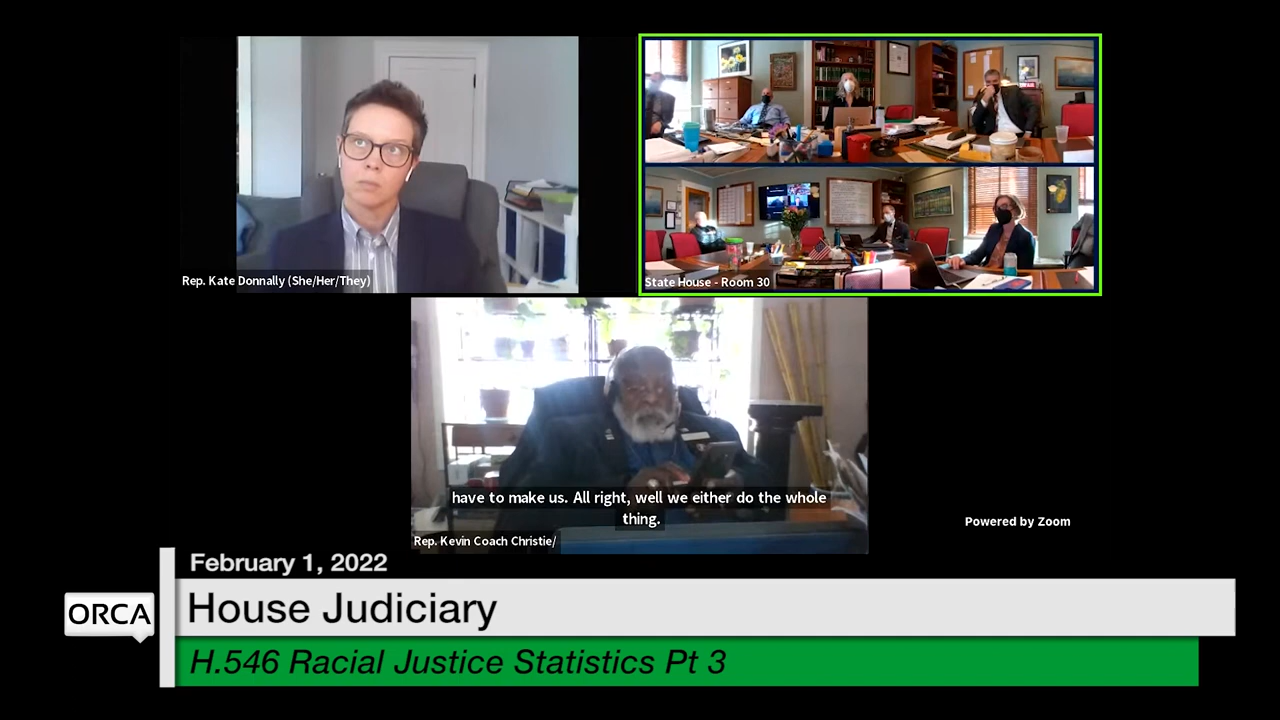 Rep. Kate Donnally (She/Her/They)
State House - Room 30
have to make us. All right, well we either do the whole
thing.
Rep. Kevin Coach Christie/
Powered by Zoom
February 1, 2022
ORCA
House Judiciary
H.546 Racial Justice Statistics Pt 3